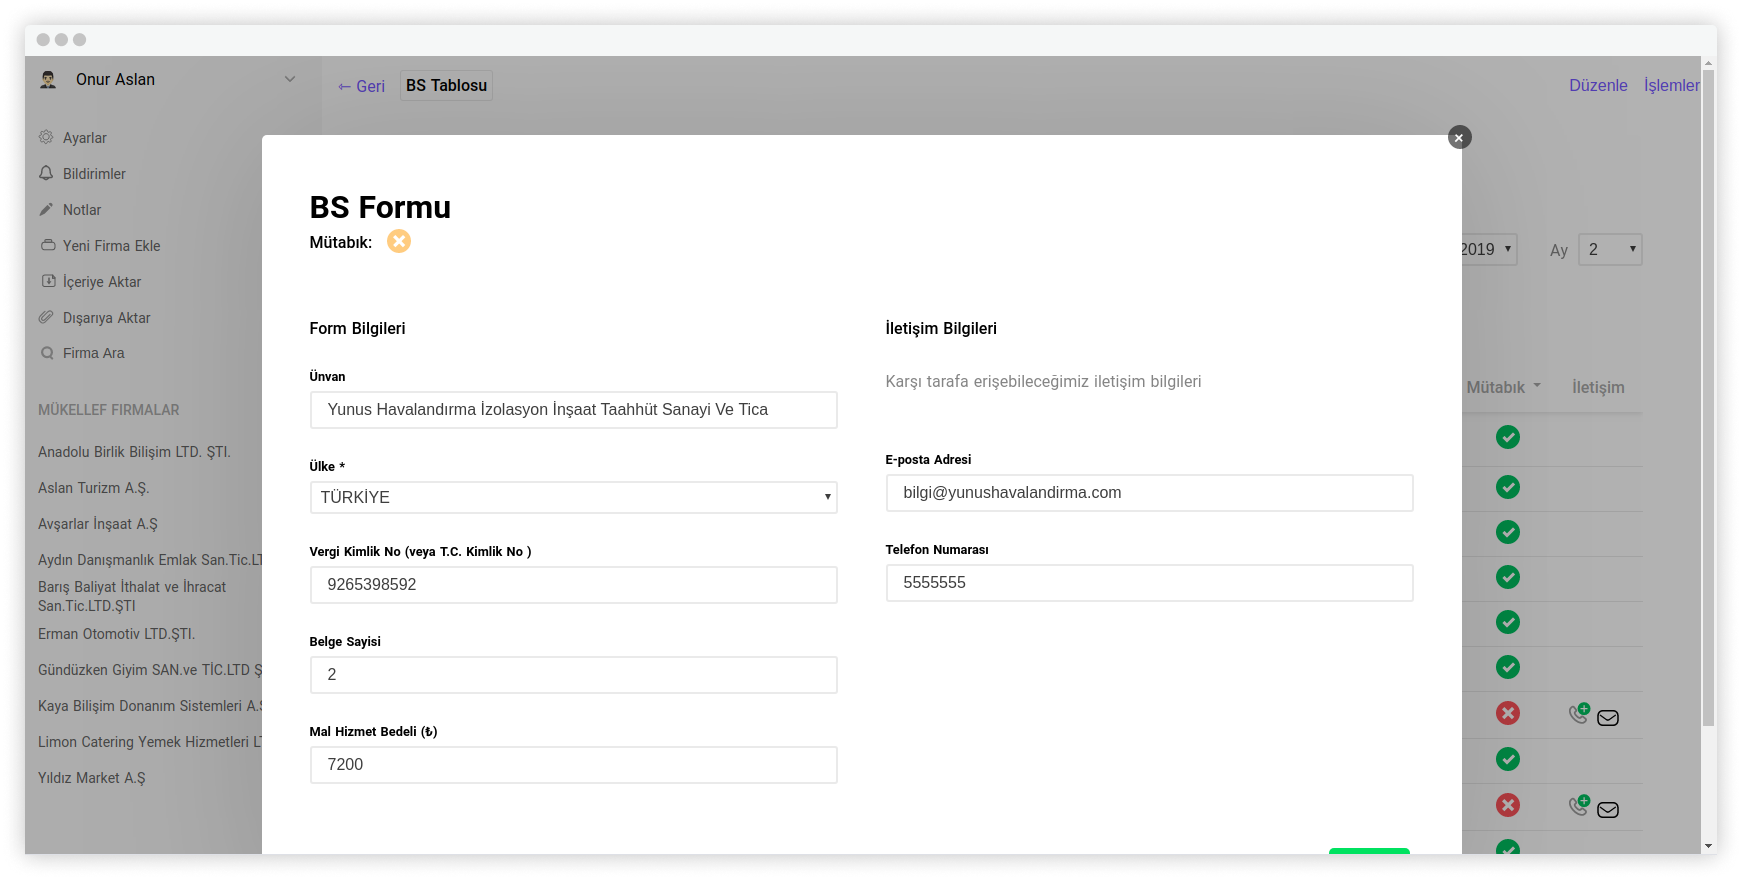 Onur Aslan
← Geri
BS Tablosu
Düzenle
İşlemler
Ayarlar
Bildirimler
Notlar
Yeni Firma Ekle
İçeriye Aktar
Dışarıya Aktar
Firma Ara
MÜKELLEF FIRMALAR
Anadolu Birlik Bilişim LTD. ŞTI.
Aslan Turizm A.Ş.
Avşarlar İnşaat A.Ş
Aydın Danışmanlık Emlak San.Tic.LT
Barış Baliyat İthalat ve İhracat
San.Tic.LTD.ŞTI
Erman Otomotiv LTD.ŞTI.
Gündüzken Giyim SAN.ve TİC.LTD Ş
Kaya Bilişim Donanım Sistemleri A.Ş
Limon Catering Yemek Hizmetleri LT
Yıldız Market A.Ş
BS Formu
Mütabık:
Form Bilgileri
Ünvan
Yunus Havalandırma İzolasyon İnşaat Taahhüt Sanayi Ve Tica
Ülke *
TÜRKİYE
Vergi Kimlik No (veya T.C. Kimlik No )
9265398592
Belge Sayisi
2
Mal Hizmet Bedeli (₺)
7200
İletişim Bilgileri
Karşı tarafa erişebileceğimiz iletişim bilgileri
E-posta Adresi
bilgi@yunushavalandirma.com
Telefon Numarası
5555555
2019
Ay
2
Mütabık
İletişim